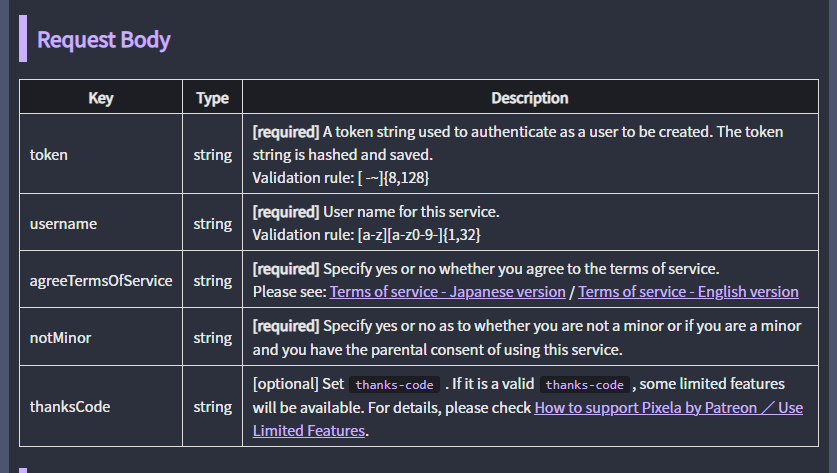 Request Body
Key Type Description
token string [required] A token string used to authenticate as a user to be created. The token
string is hashed and saved.
Validation rule: [ -~]{8,128}
username string [required] User name for this service.
Validation rule: [a-z][a-z0-9-]{1,32}
agreeTermsOfService string [required] Specify yes or no whether you agree to the terms of service.
Please see: Terms of service - Japanese version / Terms of service - English version
notMinor string [required] Specify yes or no as to whether you are not a minor or if you are a minor
and you have the parental consent of using this service.
thanksCode string [optional] Set thanks-code . If it is a valid thanks-code , some limited features
will be available. For details, please check How to support Pixela by Patreon ／ Use
Limited Features.